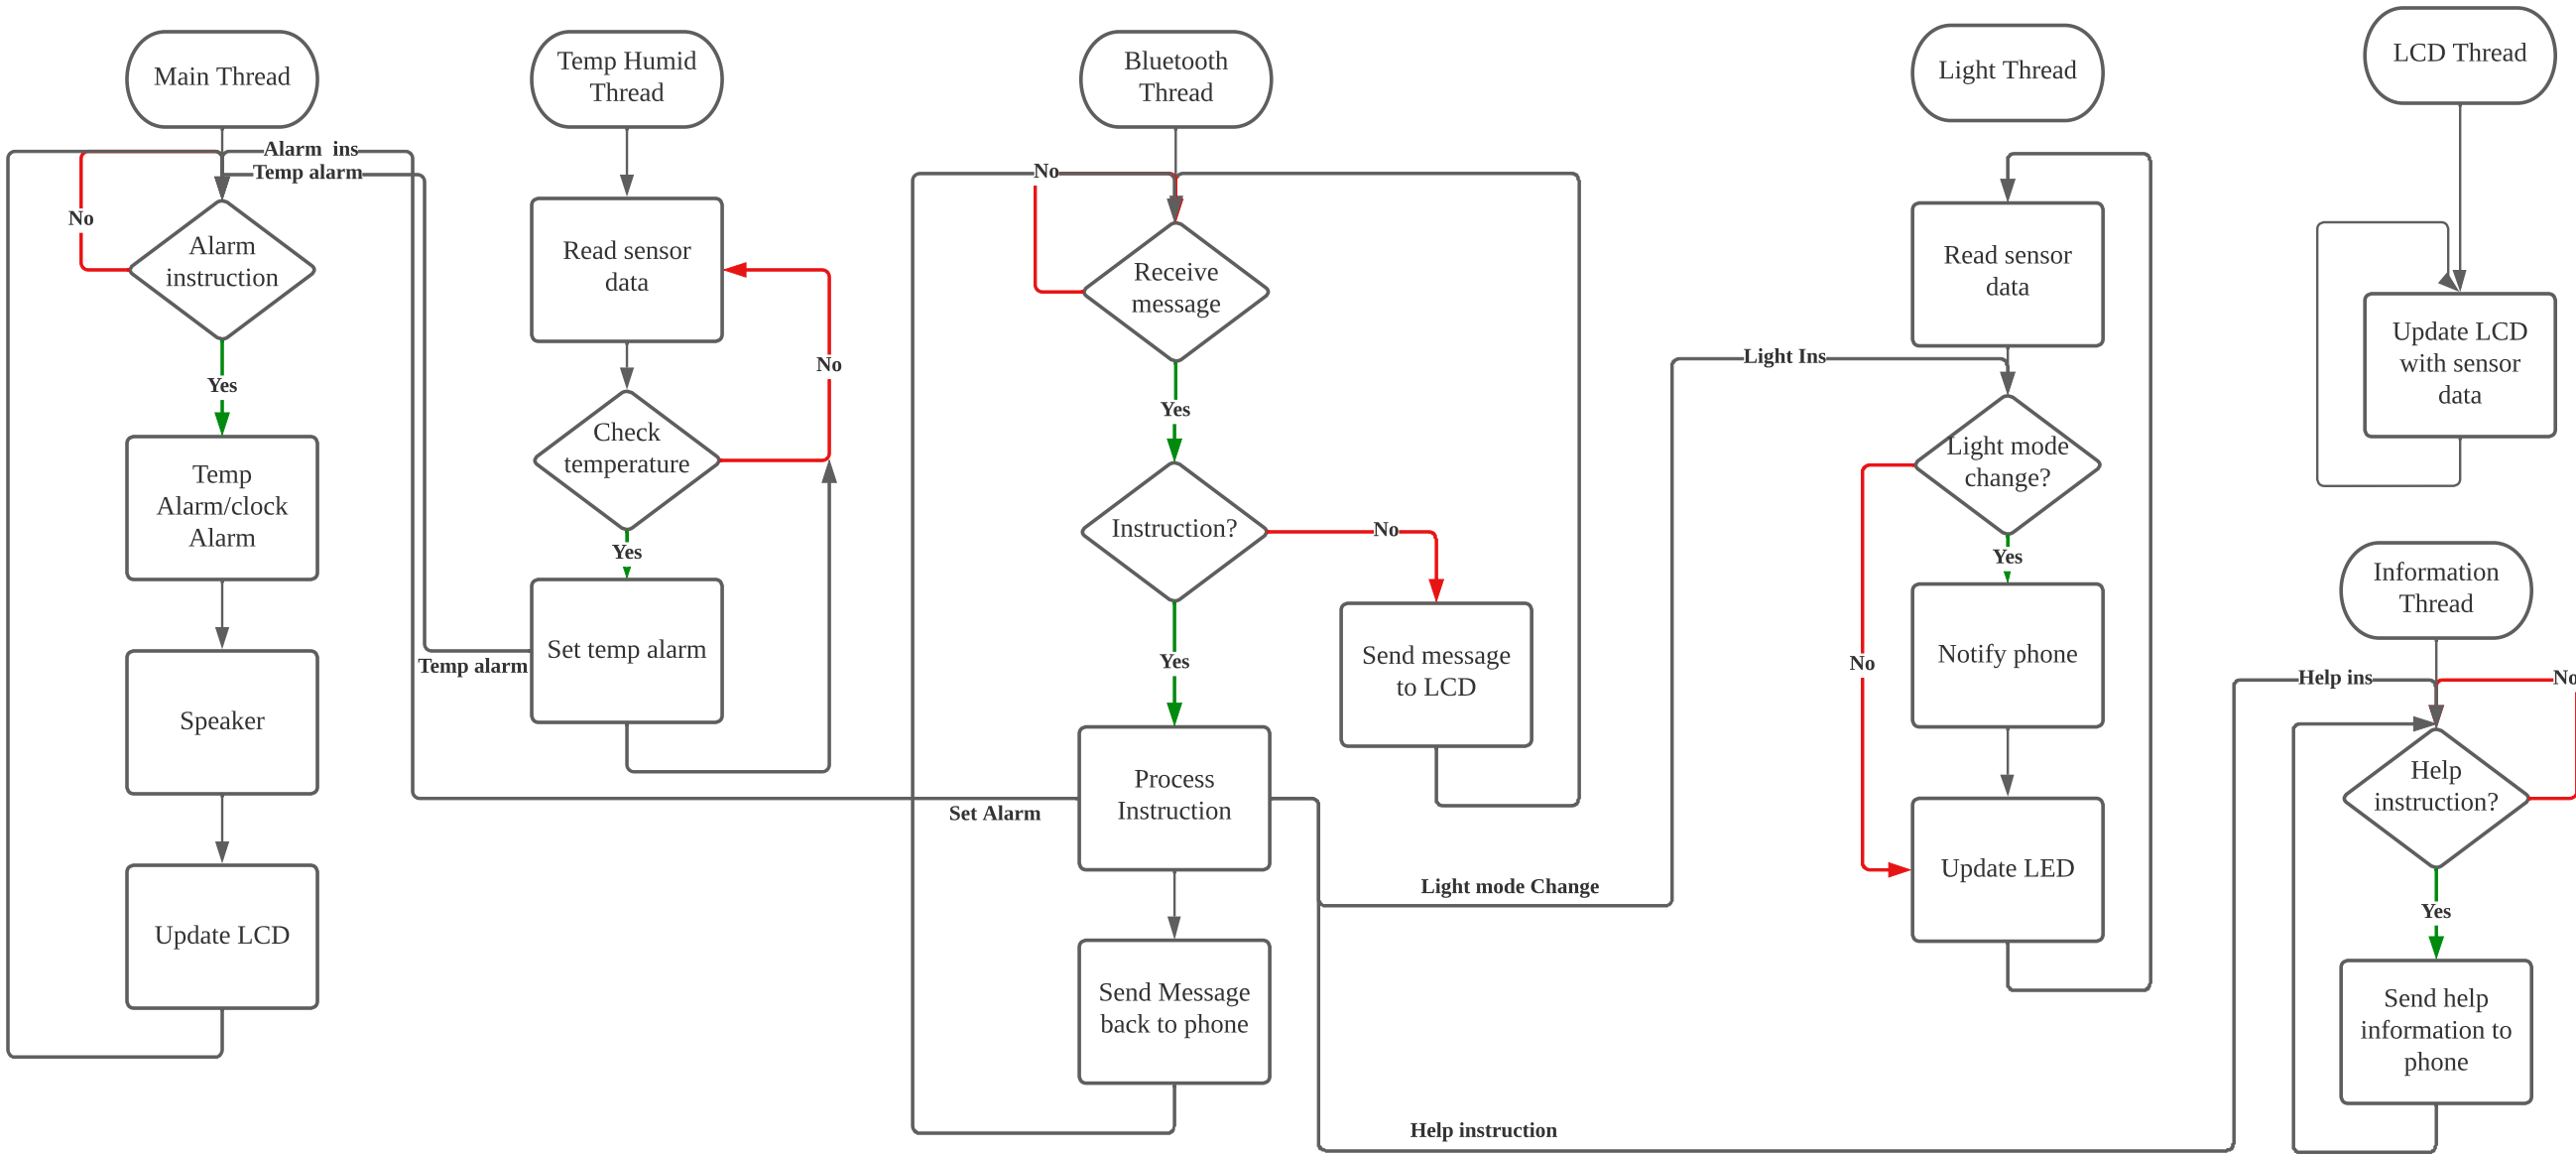 Main Thread
Alarm  ins
Temp alarm
No
Alarm
instruction
Yes
Temp
Alarm/clock
Alarm
Speaker
Update LCD
Temp Humid
Thread
Read sensor
data
No
Check
temperature
Yes
Set temp alarm
Temp alarm
Bluetooth
Thread
No
Receive
message
Yes
Instruction?
No
Yes
Send message
to LCD
Process
Instruction
Set Alarm
Light mode Change
Send Message
back to phone
Help instruction
Light Thread
Read sensor
data
Light Ins
Light mode
change?
No
Yes
Notify phone
Update LED
LCD Thread
Update LCD
with sensor
data
Information
Thread
Help ins
No
Help
instruction?
Yes
Send help
information to
phone